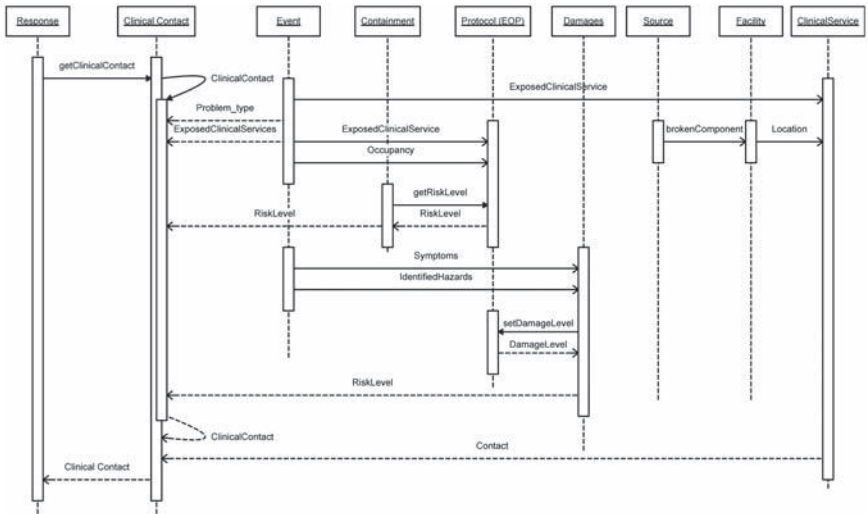 Response
Clinical Contact
Event
Containment
Protocol (EOP)
Damages
Source
Facility
ClinicalService
getClinicalContact
ClinicalContact
ExposedClinicalService
Problem_type
ExposedClinicalServices
ExposedClinicalService
brokenComponent
Location
Occupancy
getRiskLevel
RiskLevel
RiskLevel
Symptoms
IdentifiedHazards
setDamageLevel
DamageLevel
RiskLevel
ClinicalContact
Contact
Clinical Contact